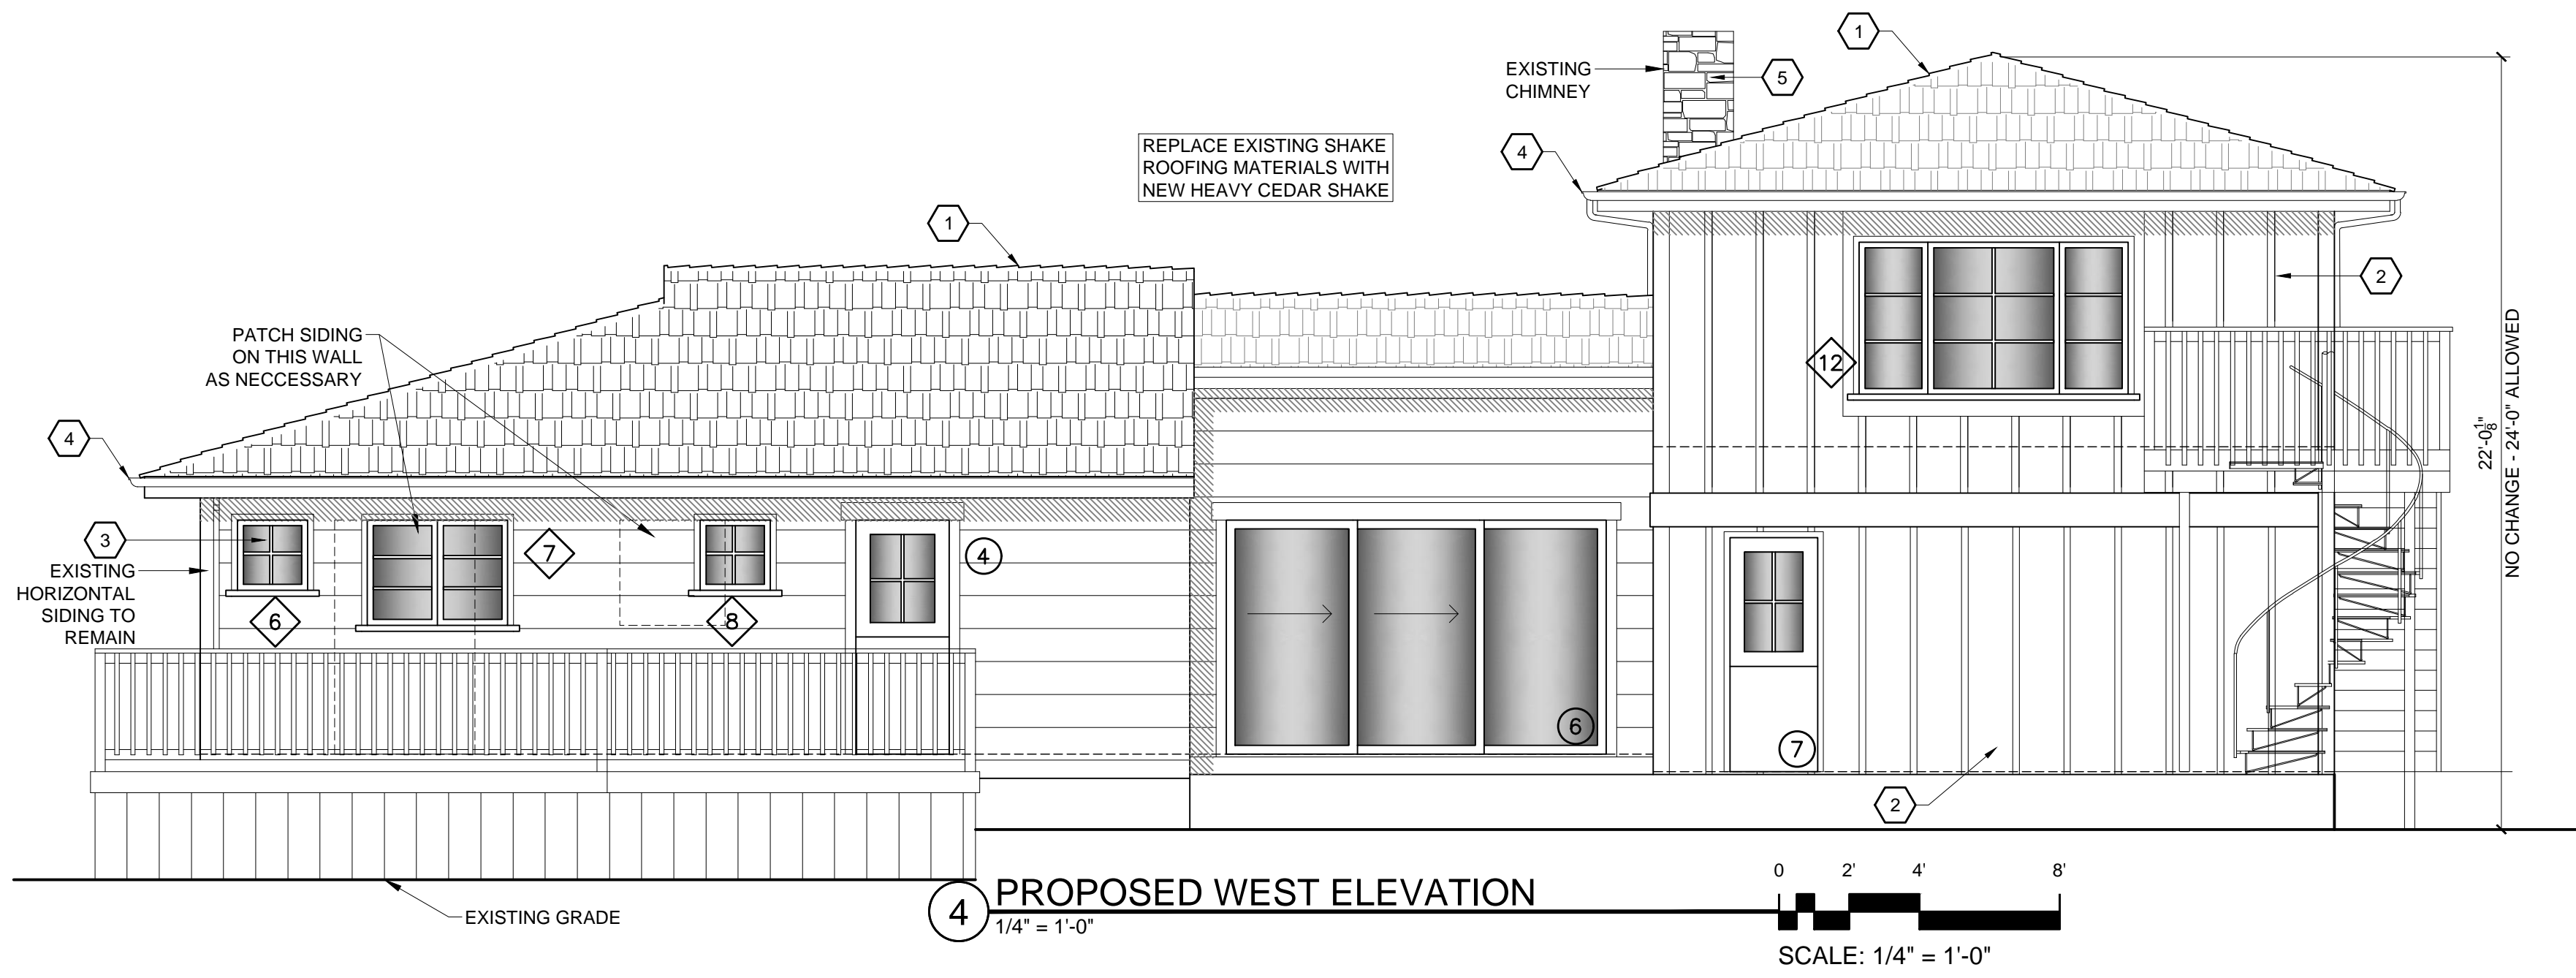 1
EXISTING
CHIMNEY
5
4
REPLACE EXISTING SHAKE
ROOFING MATERIALS WITH
NEW HEAVY CEDAR SHAKE
1
2
PATCH SIDING
ON THIS WALL
AS NECCESSARY
12
4
22'-0 1/8"
NO CHANGE - 24'-0" ALLOWED
3
7
4
EXISTING
HORIZONTAL
SIDING TO
REMAIN
6
8
6
7
2
EXISTING GRADE
4
PROPOSED WEST ELEVATION
1/4" = 1'-0"
0 2' 4' 8'
SCALE: 1/4" = 1'-0"